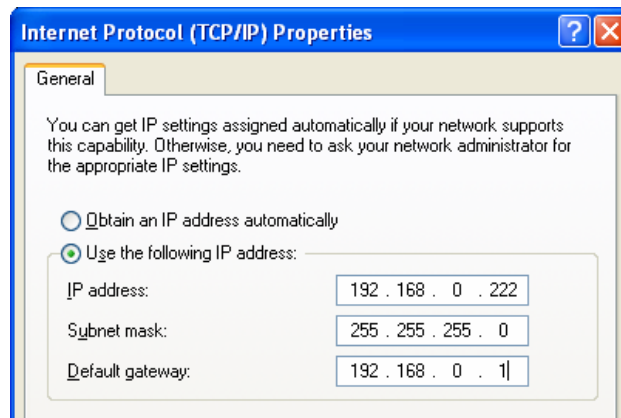 Internet Protocol (TCP/IP) Properties
General
You can get IP settings assigned automatically if your network supports
this capability. Otherwise, you need to ask your network administrator for
the appropriate IP settings.
Obtain an IP address automatically
Use the following IP address:
IP address: 192 . 168 . 0 . 222
Subnet mask: 255 . 255 . 255 . 0
Default gateway: 192 . 168 . 0 . 1